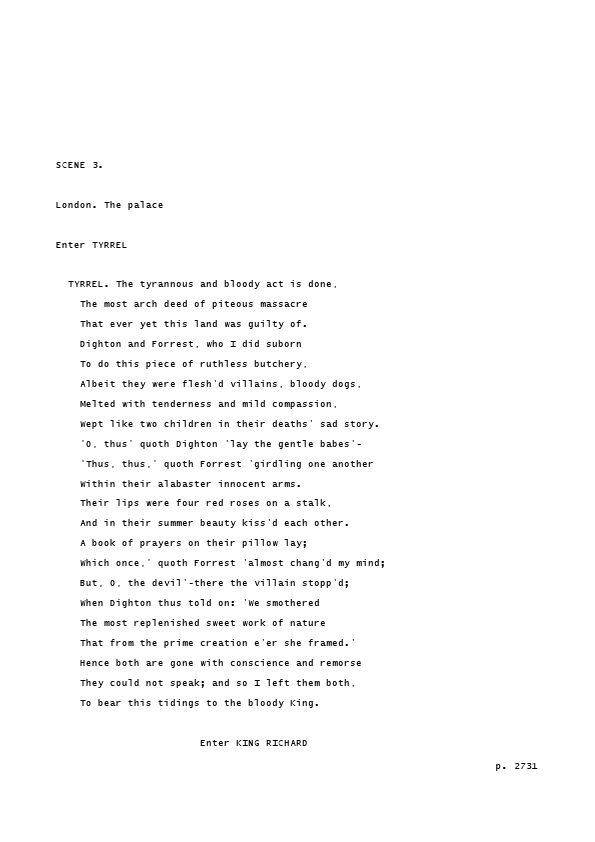 SCENE 3.
London. The palace
Enter TYRREL
TYRREL. The tyrannous and bloody act is done,
The most arch deed of piteous massacre
That ever yet this land was guilty of.
Dighton and Forrest, who I did suborn
To do this piece of ruthless butchery,
Albeit they were flesh'd villains, bloody dogs,
Melted with tenderness and mild compassion,
Wept like two children in their deaths' sad story.
'O, thus' quoth Dighton 'lay the gentle babes'-
'Thus, thus,' quoth Forrest 'girdling one another
Within their alabaster innocent arms.
Their lips were four red roses on a stalk,
And in their summer beauty kiss'd each other.
A book of prayers on their pillow lay;
Which once,' quoth Forrest 'almost chang'd my mind;
But, O, the devil'-there the villain stopp'd;
When Dighton thus told on: 'We smothered
The most replenished sweet work of nature
That from the prime creation e'er she framed.'
Hence both are gone with conscience and remorse
They could not speak; and so I left them both,
To bear this tidings to the bloody King.
Enter KING RICHARD
p. 2731